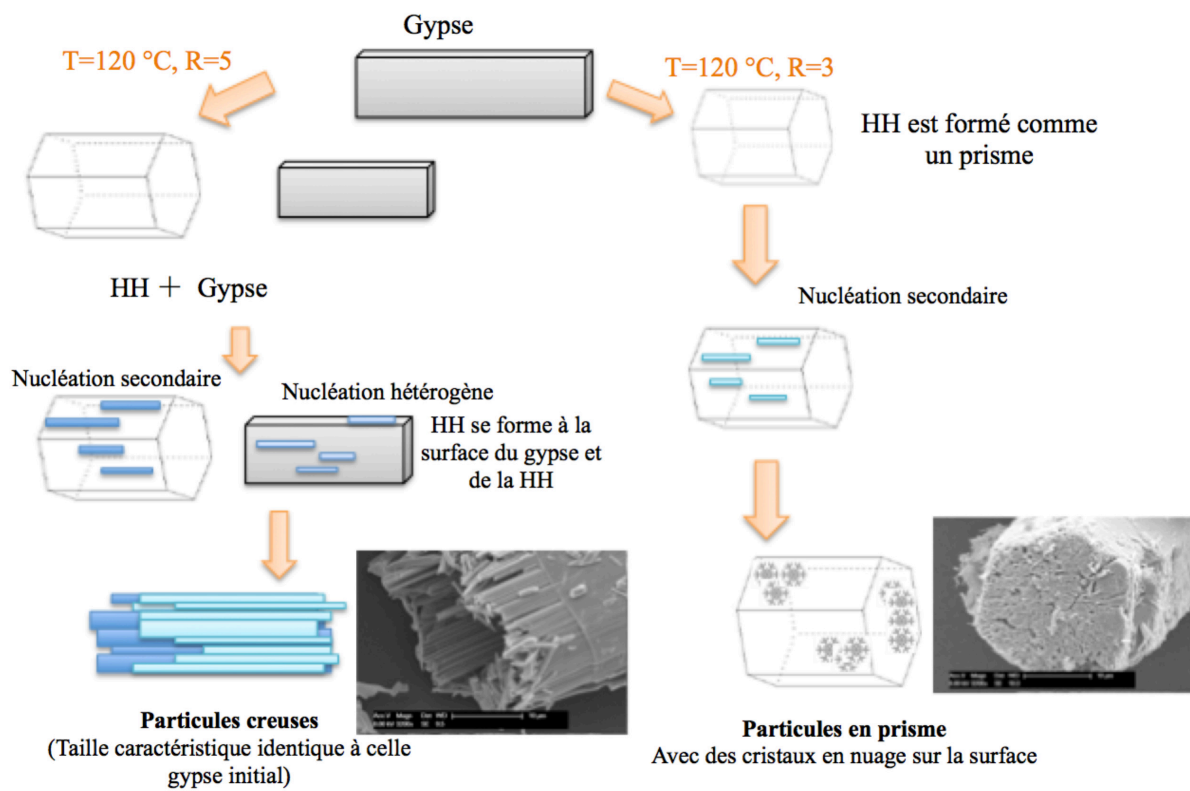 Gypse
T=120 °C, R=5
T=120 °C, R=3
HH est formé comme
un prisme
HH + Gypse
Nucléation secondaire
Nucléation secondaire
Nucléation hétérogène
HH se forme à la
surface du gypse et
de la HH
Particules creuses
(Taille caractéristique identique à celle
gypse initial)
Particules en prisme
Avec des cristaux en nuage sur la surface